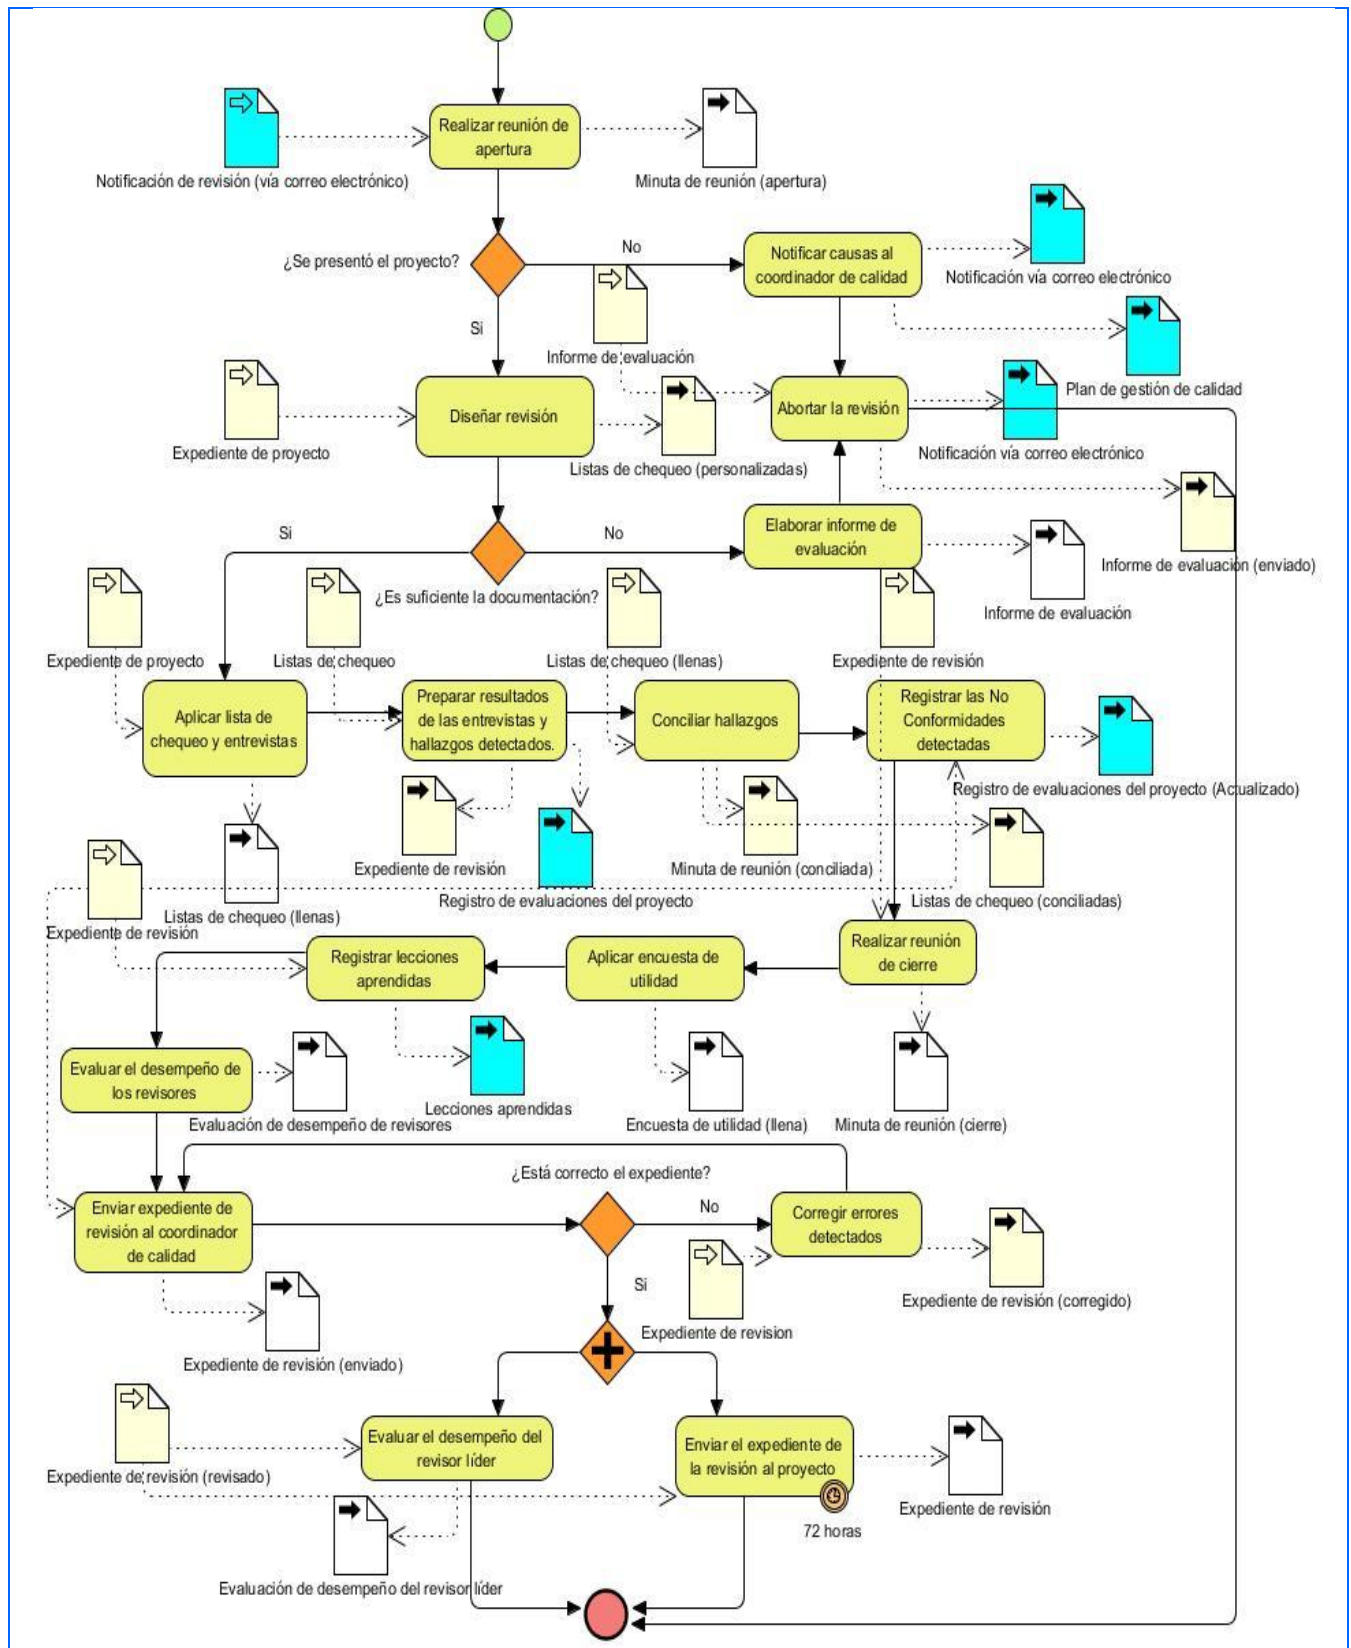 Realizar reunión de
apertura
Notificación de revisión (vía correo electrónico)
Minuta de reunión (apertura)
¿Se presentó el proyecto?
No
Notificar causas al
coordinador de calidad
Notificación vía correo electrónico
Si
Informe de evaluación
Plan de gestión de calidad
Diseñar revisión
Abortar la revisión
Expediente de proyecto
Listas de chequeo (personalizadas)
Notificación vía correo electrónico
Si
No
Elaborar informe de
evaluación
Informe de evaluación (enviado)
¿Es suficiente la documentación?
Informe de evaluación
Expediente de proyecto
Listas de chequeo
Listas de chequeo (llenas)
Expediente de revisión
Aplicar lista de
chequeo y entrevistas
Preparar resultados
de las entrevistas y
hallazgos detectados.
Conciliar hallazgos
Registrar las No
Conformidades
detectadas
Registro de evaluaciones del proyecto (Actualizado)
Expediente de revisión
Minuta de reunión (conciliada)
Registro de evaluaciones del proyecto
Listas de chequeo (conciliadas)
Listas de chequeo (llenas)
Expediente de revisión
Registrar lecciones
aprendidas
Aplicar encuesta de
utilidad
Realizar reunión
de cierre
Evaluar el desempeño de
los revisores
Lecciones aprendidas
Evaluación de desempeño de revisores
Encuesta de utilidad (llena)
Minuta de reunión (cierre)
¿Está correcto el expediente?
Enviar expediente de
revisión al coordinador
de calidad
No
Corregir errores
detectados
Si
Expediente de revisión (corregido)
Expediente de revision
Expediente de revisión (enviado)
Evaluar el desempeño del
revisor líder
Enviar el expediente de
la revisión al proyecto
Expediente de revisión (revisado)
Expediente de revisión
72 horas
Evaluación de desempeño del revisor líder